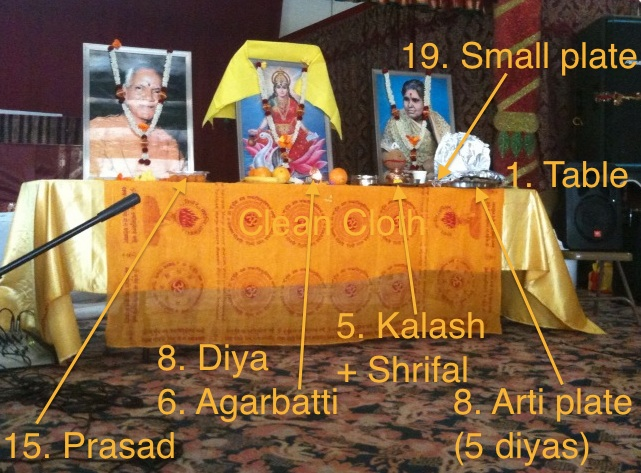 19. Small plate
1. Table
Clean Cloth
5. Kalash
+ Shrifal
8. Diya
6. Agarbatti
8. Arti plate
(5 diyas)
15. Prasad